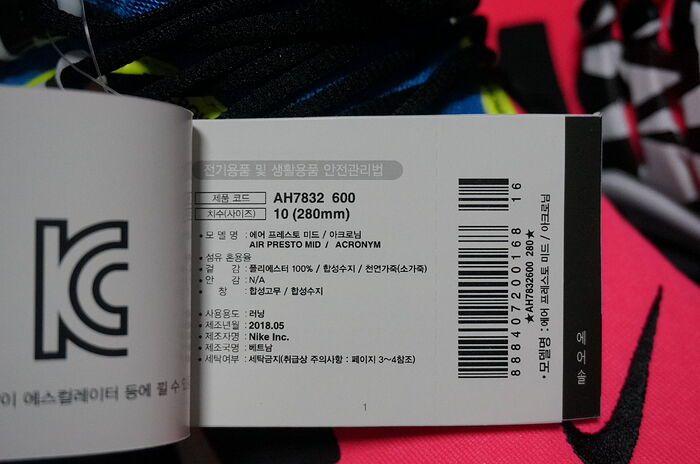 KC
이 에스컬레이터 등에 낄 수
전기용품 및 생활용품 안전관리법
제품 코드 AH7832 600
치수(사이즈) 10 (280mm)
• 모 델 명 : 에어 프레스토 미드 / 아크로님
AIR PRESTO MID / ACRONYM
• 섬유 혼용율
• 겉 감 : 폴리에스터 100% / 합성수지 / 천연가죽(소가죽)
• 안 감 : N/A
• 창 : 합성고무 / 합성수지
• 사용용도 : 러닝
• 제조년월 : 2018.05
• 제조자명 : Nike Inc.
• 제조국명 : 베트남
• 세탁여부 : 세탁금지(취급상 주의사항 : 페이지 3~4참조)
1
888407200168 16
★AH7832600 280★
• 모델명 : 에어 프레스토 미드 / 아크로님
에어솔